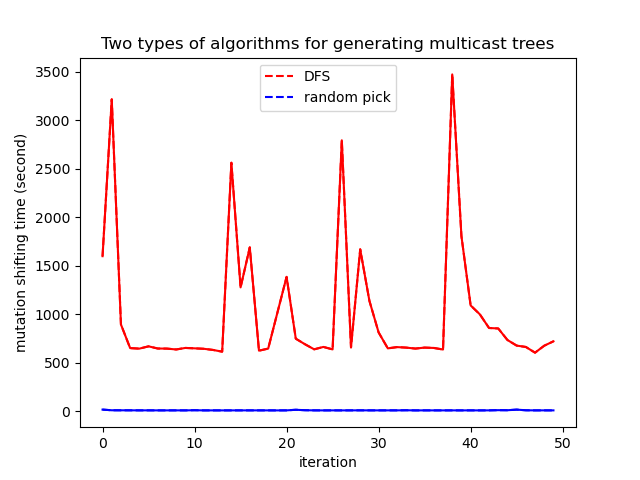 Two types of algorithms for generating multicast trees
DFS
random pick
mutation shifting time (second)
3500
3000
2500
2000
1500
1000
500
0
0 10 20 30 40 50
iteration